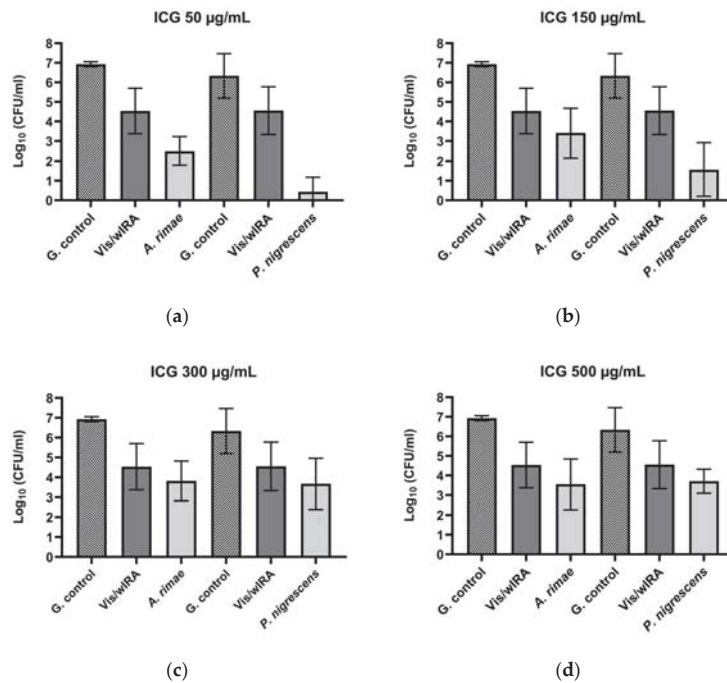 ICG 50 µg/mL
Log₁₀ (CFU/ml)
8
7
6
5
4
3
2
1
0
G. control
Vis/wIRA
A. rimae
G. control
Vis/wIRA
P. nigrescens
(a)
ICG 150 µg/mL
Log₁₀ (CFU/ml)
8
7
6
5
4
3
2
1
0
G. control
Vis/wIRA
A. rimae
G. control
Vis/wIRA
P. nigrescens
(b)
ICG 300 µg/mL
Log₁₀ (CFU/ml)
8
7
6
5
4
3
2
1
0
G. control
Vis/wIRA
A. rimae
G. control
Vis/wIRA
P. nigrescens
(c)
ICG 500 µg/mL
Log₁₀ (CFU/ml)
8
7
6
5
4
3
2
1
0
G. control
Vis/wIRA
A. rimae
G. control
Vis/wIRA
P. nigrescens
(d)